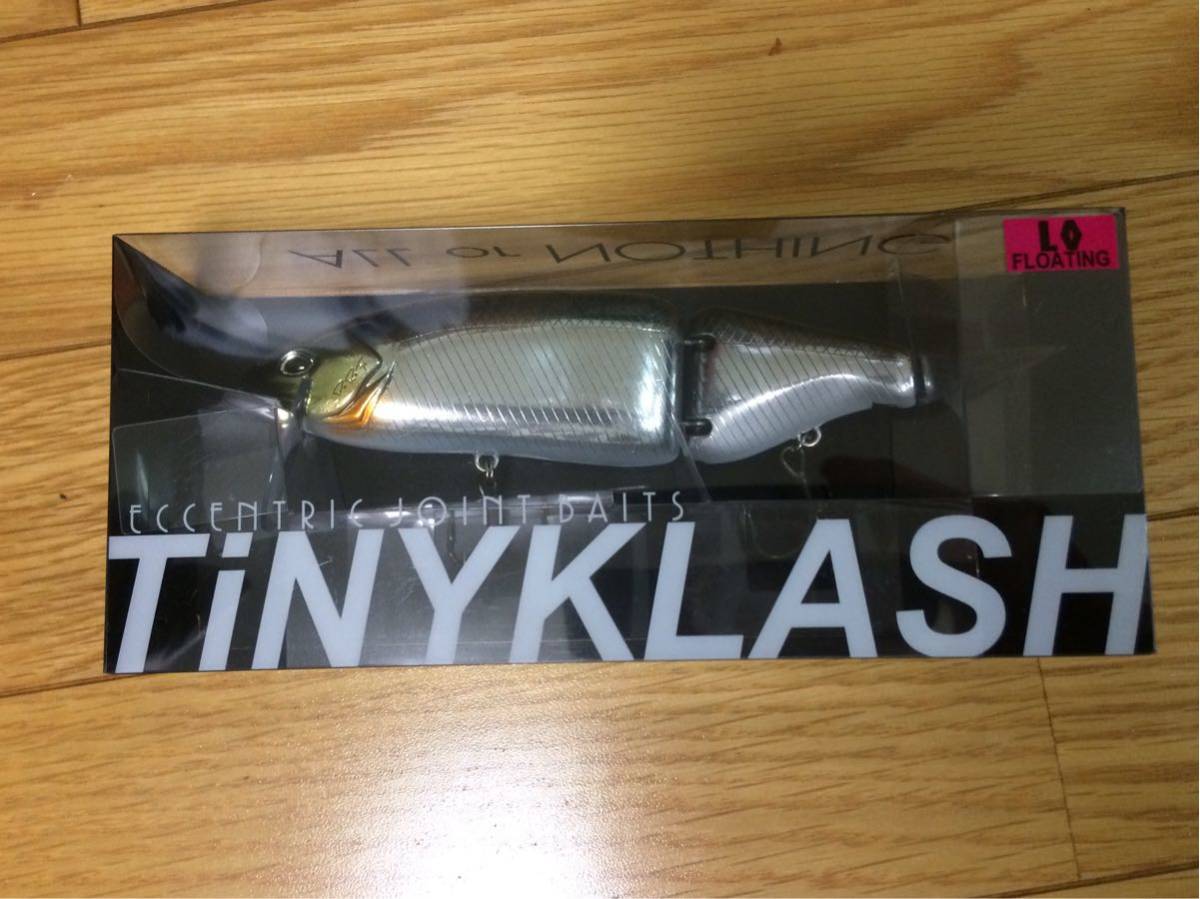 ALL or NOTHING
LO
FLOATING
ECCENTRIC JOINT BAITS
TiNYKLASH